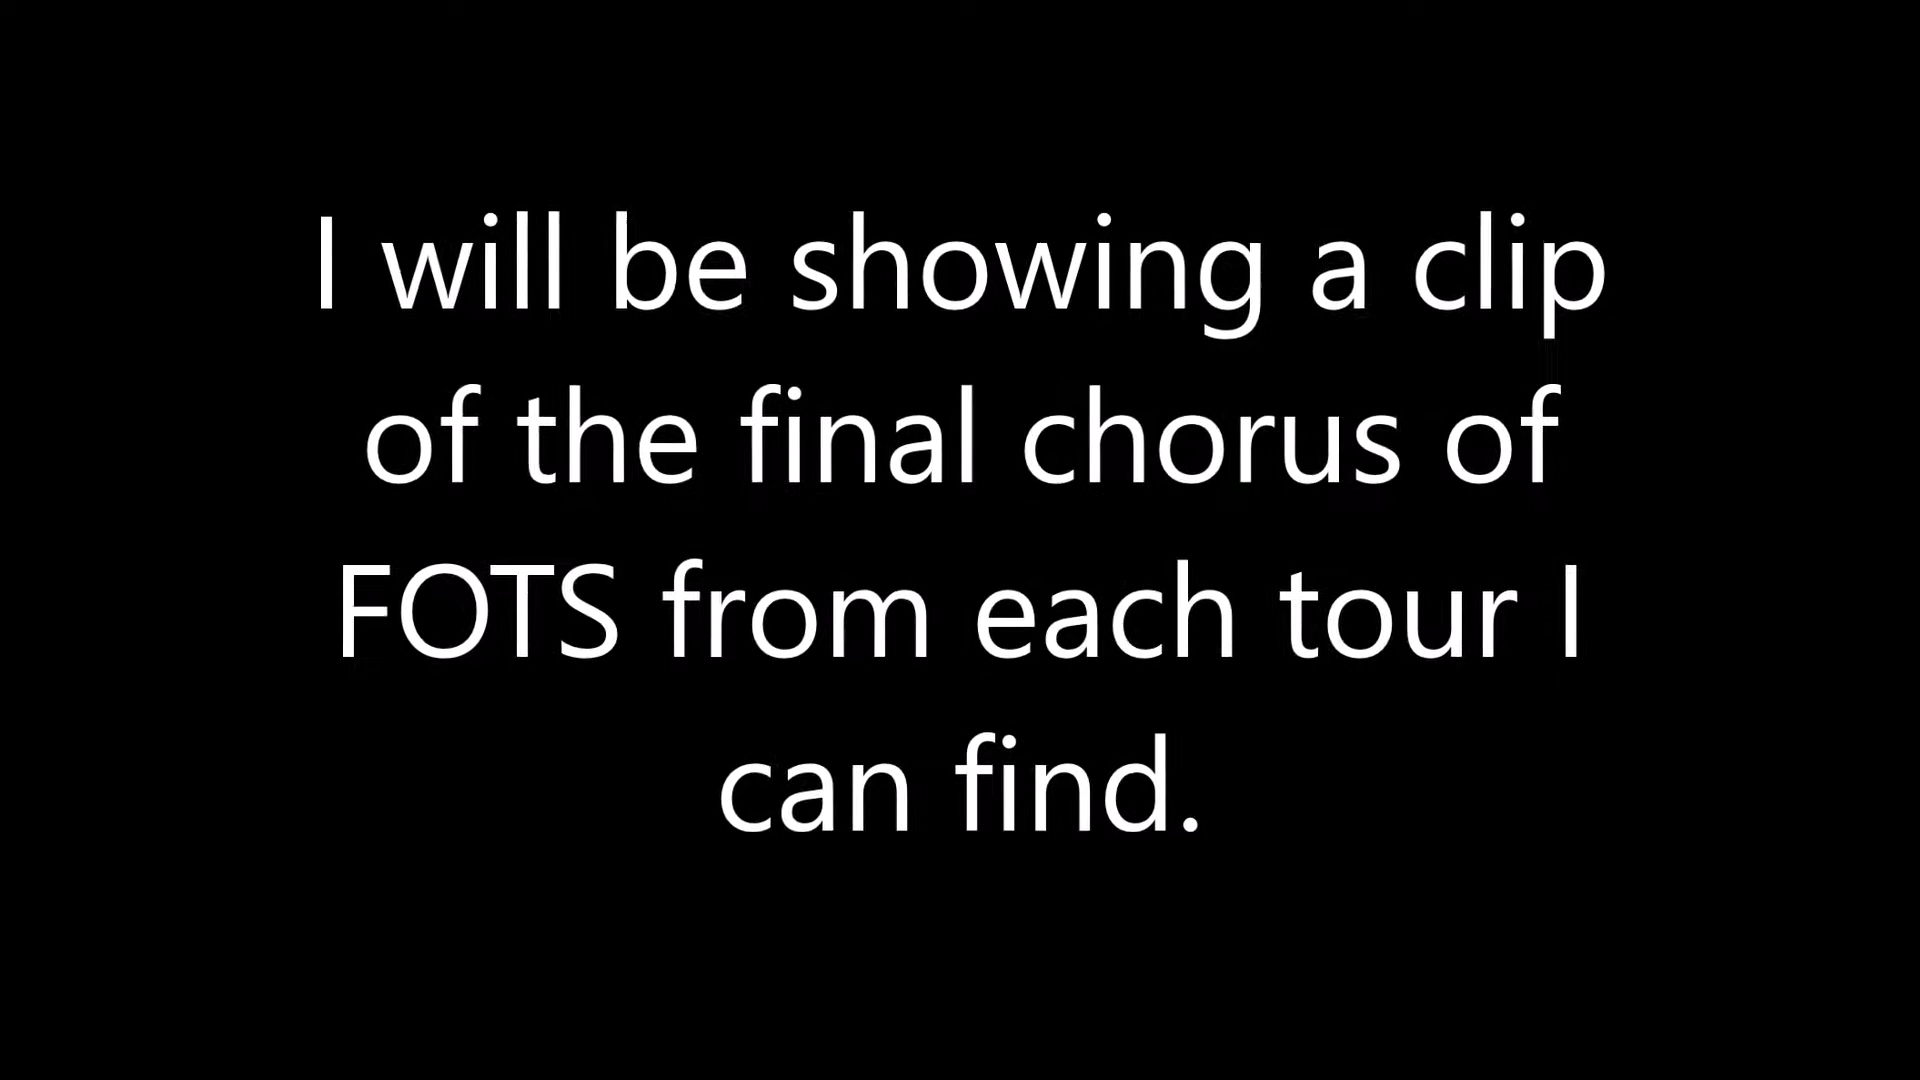 I will be showing a clip
of the final chorus of
FOTS from each tour I
can find.